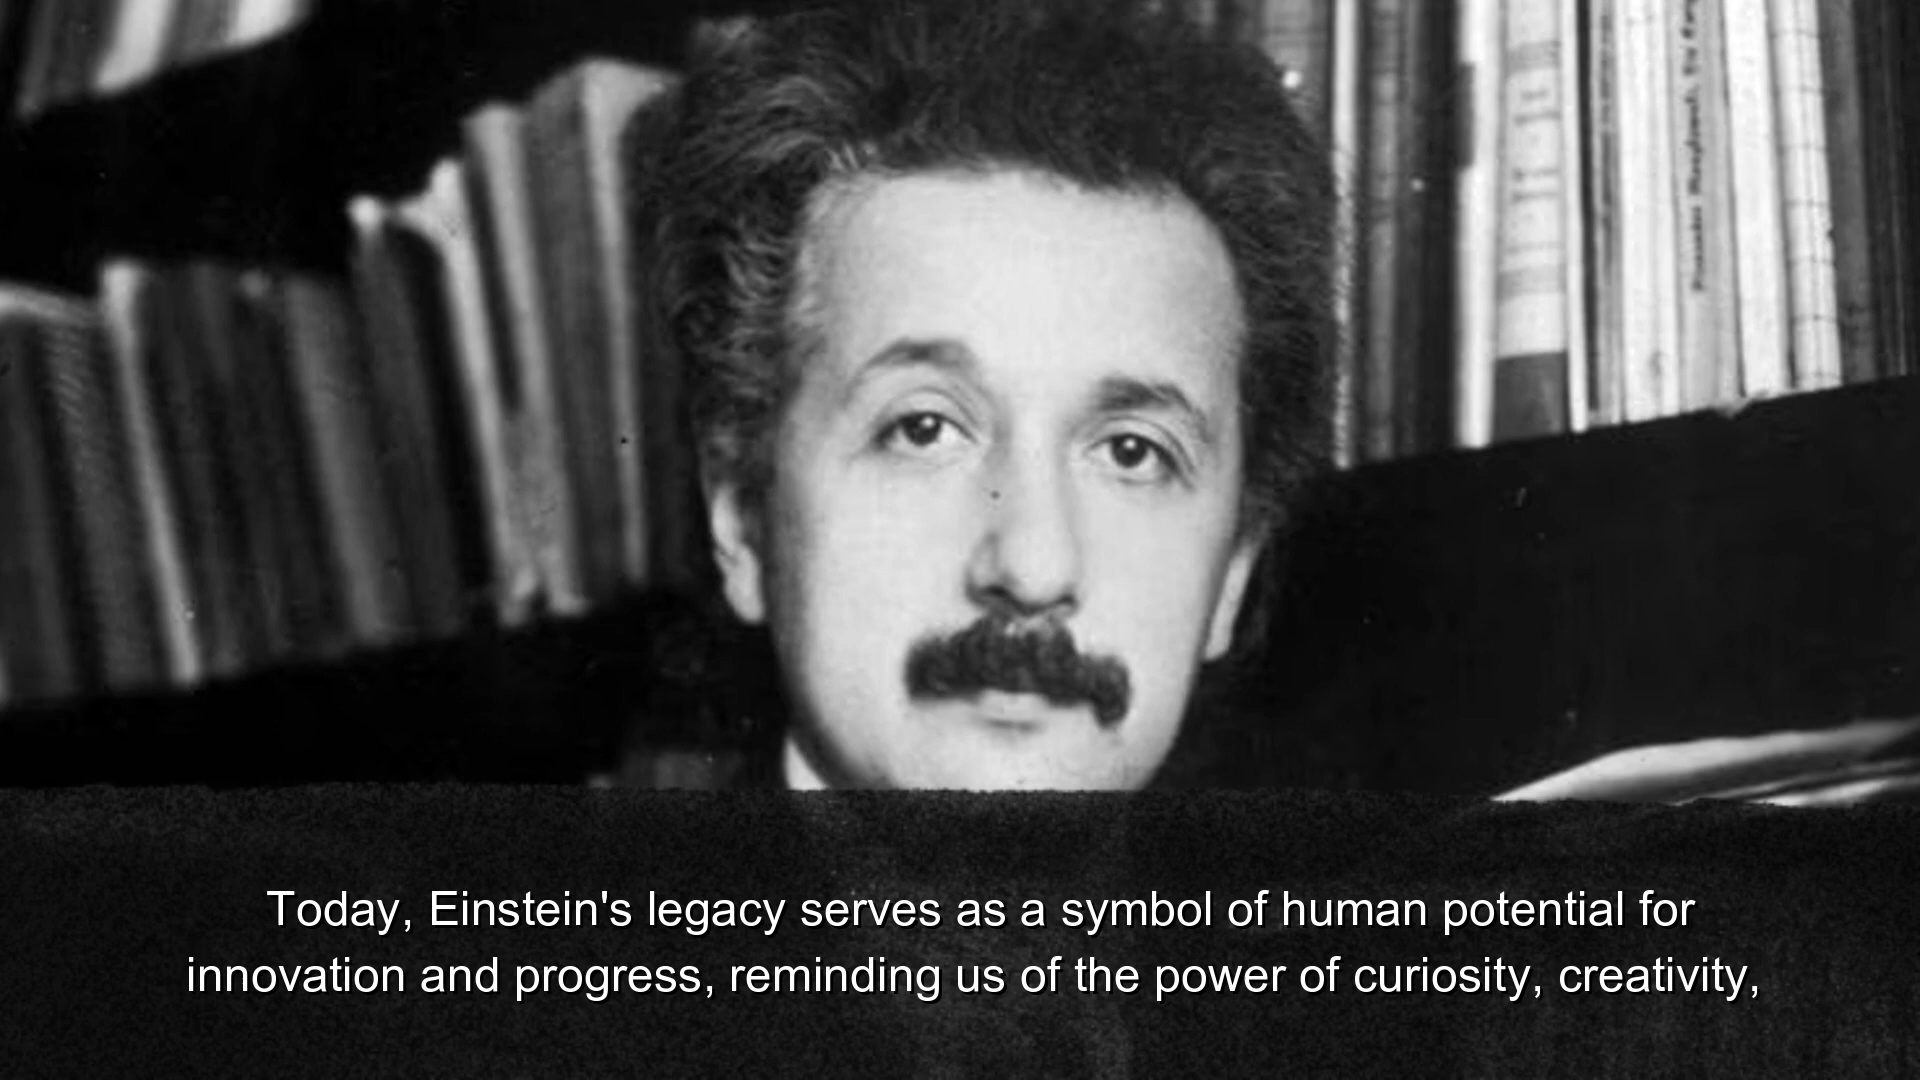 Today, Einstein's legacy serves as a symbol of human potential for
innovation and progress, reminding us of the power of curiosity, creativity,